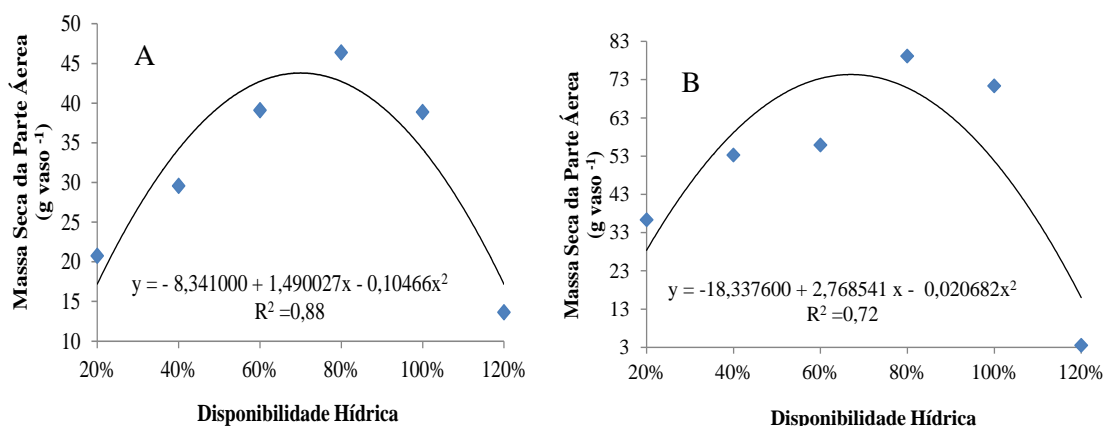 A
Massa Seca da Parte Áerea
(g vaso -1)
50
45
40
35
30
25
20
15
10
y = - 8,341000 + 1,490027x - 0,10466x²
R² =0,88
20% 40% 60% 80% 100% 120%
Disponibilidade Hídrica
B
Massa Seca da Parte Áerea
(g vaso -1)
83
73
63
53
43
33
23
13
3
y = -18,337600 + 2,768541 x - 0,020682x²
R² =0,72
20% 40% 60% 80% 100% 120%
Disponibilidade Hídrica